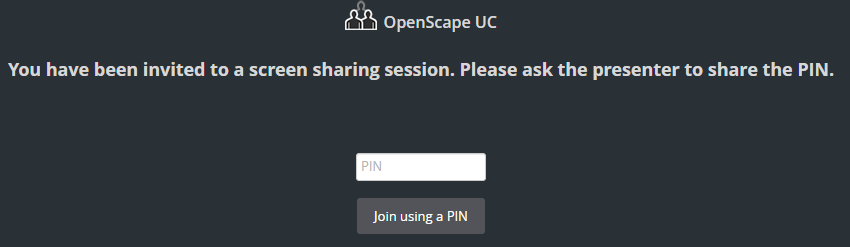 OpenScape UC
You have been invited to a screen sharing session. Please ask the presenter to share the PIN.
PIN
Join using a PIN